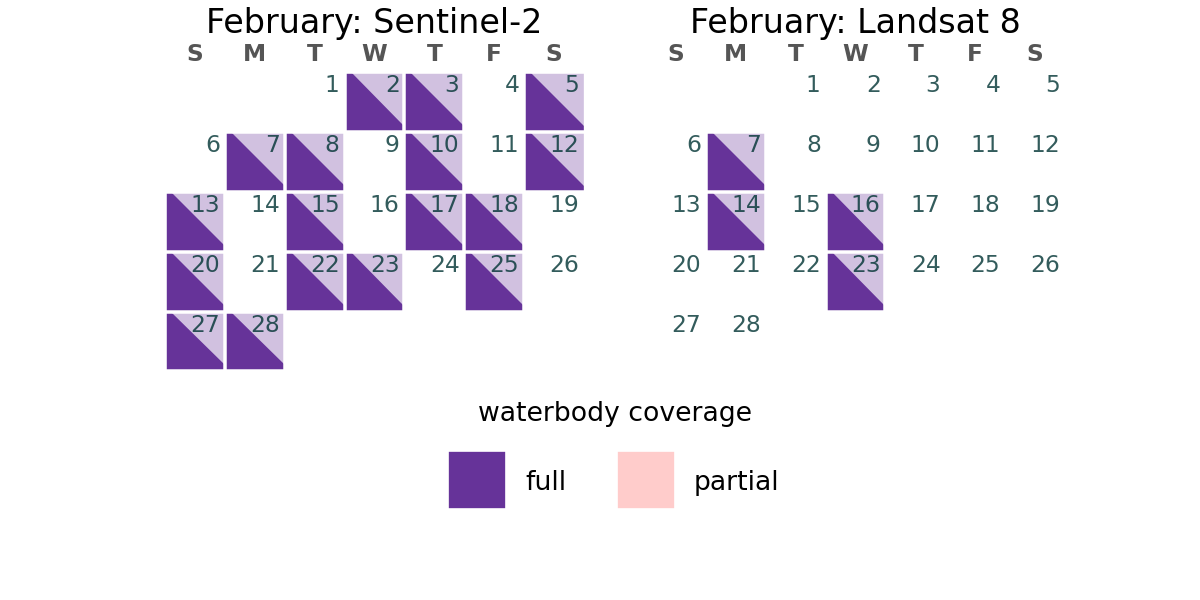 February: Sentinel-2
S M T W T F S
1 2 3 4 5
6 7 8 9 10 11 12
13 14 15 16 17 18 19
20 21 22 23 24 25 26
27 28
February: Landsat 8
S M T W T F S
1 2 3 4 5
6 7 8 9 10 11 12
13 14 15 16 17 18 19
20 21 22 23 24 25 26
27 28
waterbody coverage
full partial